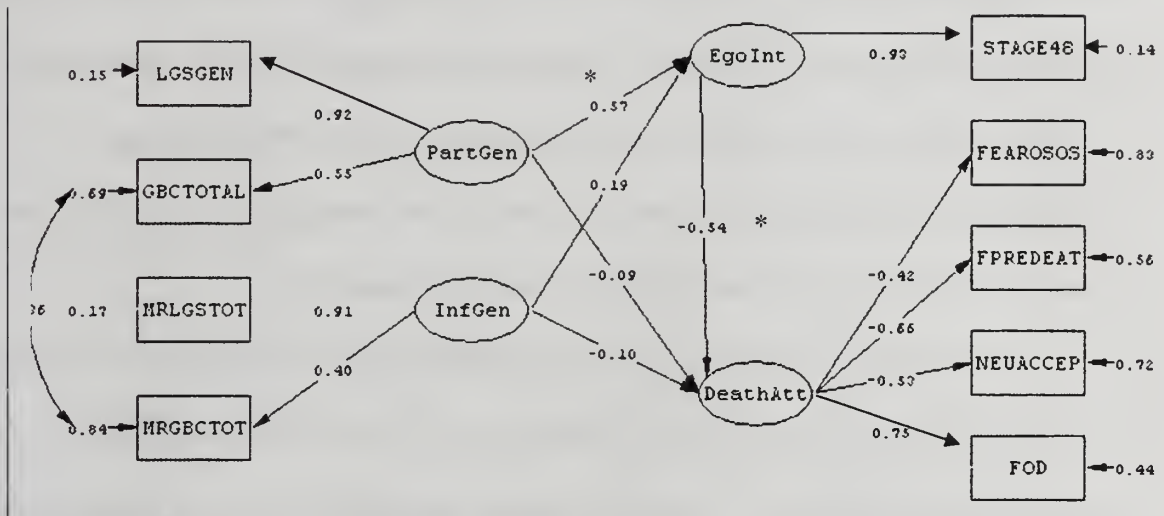 0.15
LGSGEN
0.92
PartGen
0.55
0.69
GBCTOTAL
0.17
MRLGSTOT
0.91
InfGen
0.40
0.84
MRGBCTOT
*
0.57
0.19
-0.09
-0.10
EgoInt
-0.54
*
DeathAtt
0.93
STAGE48
0.14
FEAROSOS
0.83
-0.42
FPREDEAT
0.56
-0.66
NEUACCEP
0.72
-0.53
0.75
FOD
0.44